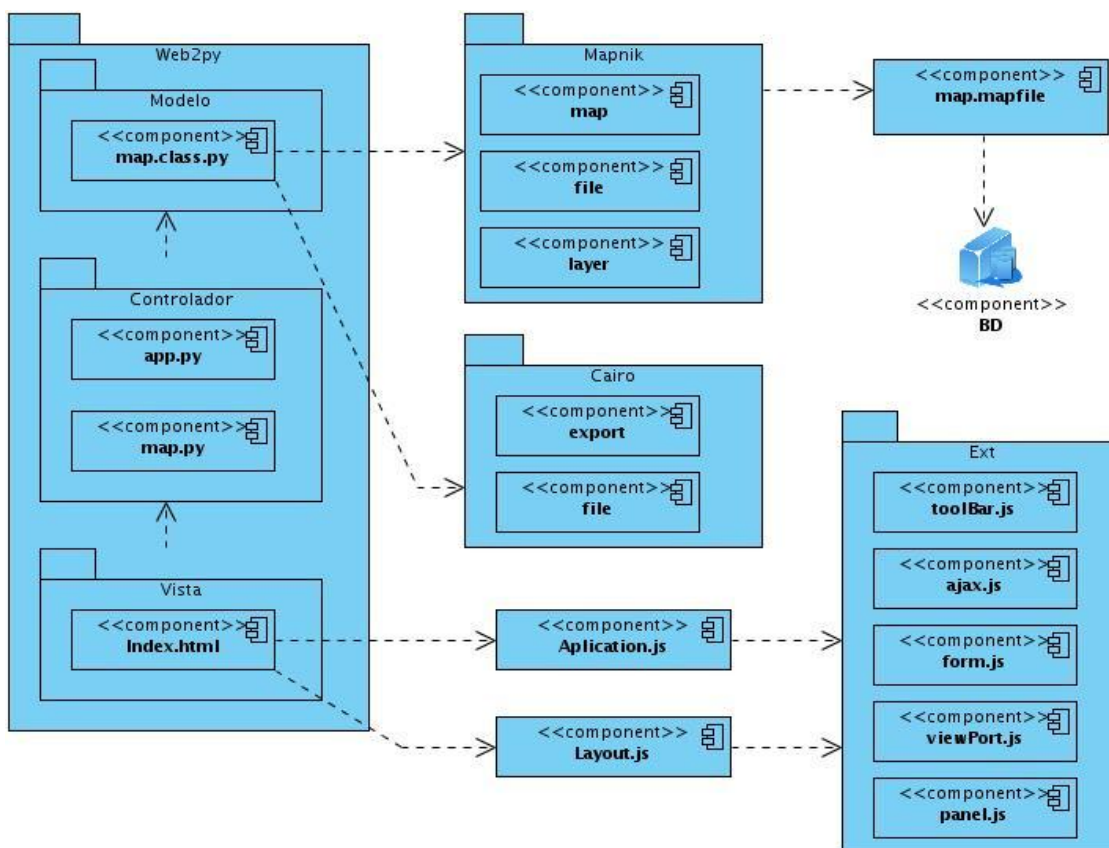 Web2py
Modelo
<<component>>
map.class.py
Controlador
<<component>>
app.py
<<component>>
map.py
Vista
<<component>>
Index.html
Mapnik
<<component>>
map
<<component>>
file
<<component>>
layer
<<component>>
map.mapfile
<<component>>
BD
Cairo
<<component>>
export
<<component>>
file
<<component>>
Aplication.js
<<component>>
Layout.js
Ext
<<component>>
toolBar.js
<<component>>
ajax.js
<<component>>
form.js
<<component>>
viewPort.js
<<component>>
panel.js